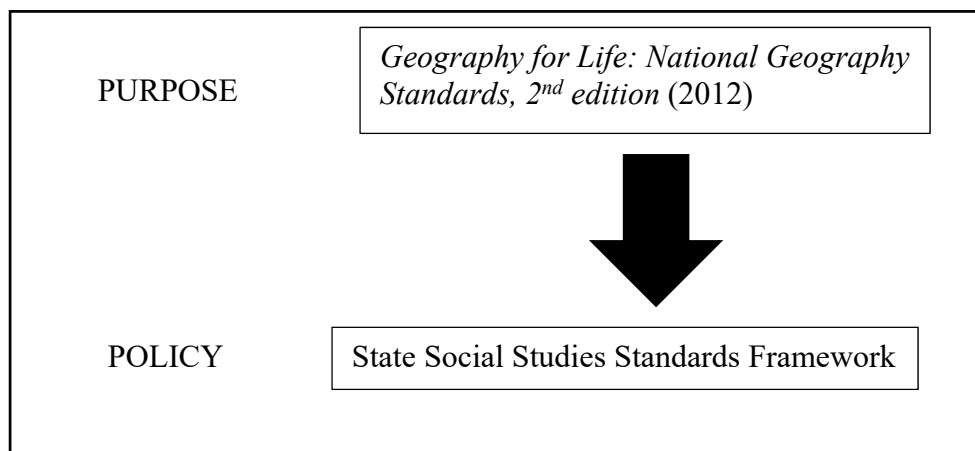 PURPOSE
Geography for Life: National Geography
Standards, 2nd edition (2012)
POLICY
State Social Studies Standards Framework